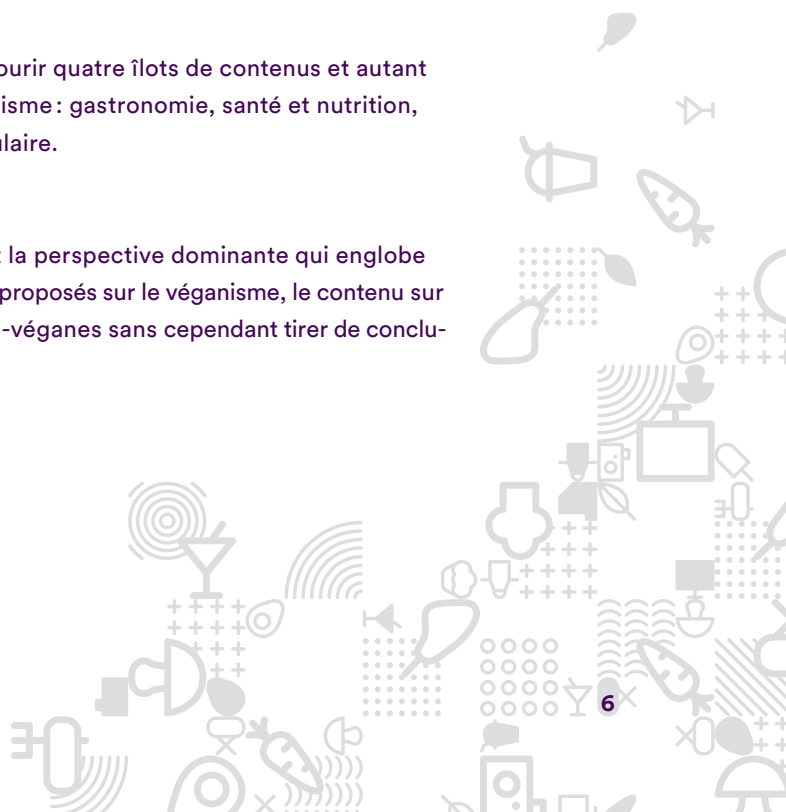 ourir quatre îlots de contenus et autant
isme : gastronomie, santé et nutrition,
ulaire.
la perspective dominante qui englobe
proposés sur le véganisme, le contenu sur
-véganes sans cependant tirer de conclu-
6